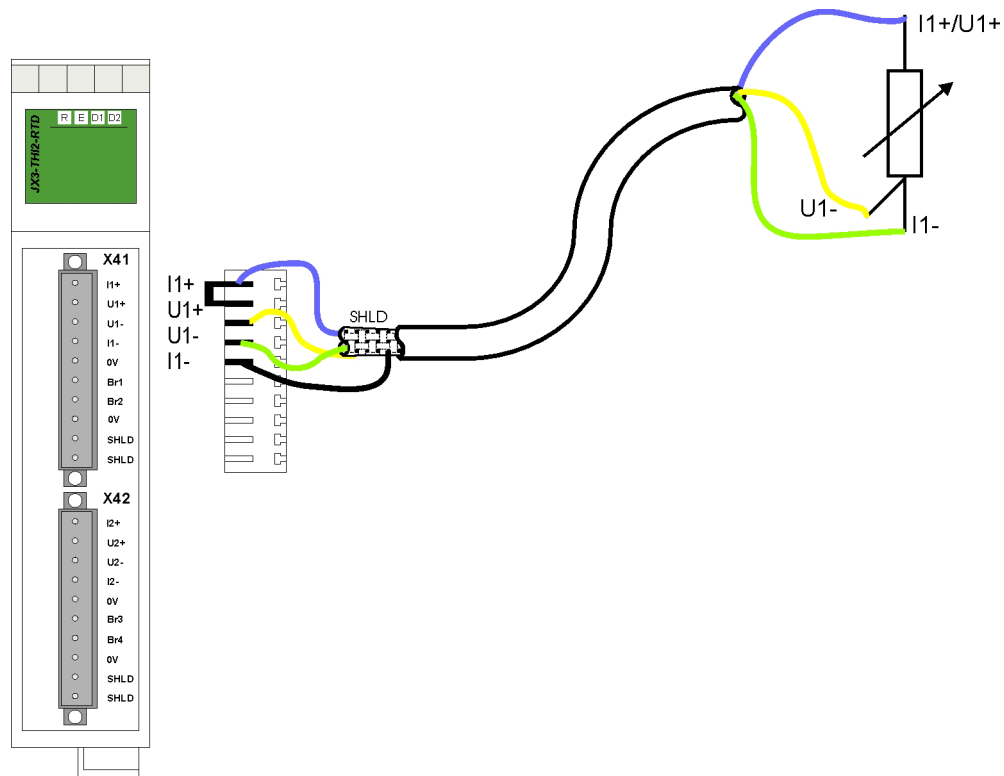 JX3-THI2-RTD
R E D1 D2
X41
I1+
U1+
U1-
I1-
0V
Br1
Br2
0V
SHLD
SHLD
X42
I2+
U2+
U2-
I2-
0V
Br3
Br4
0V
SHLD
SHLD
I1+
U1+
U1-
I1-
SHLD
I1+/U1+
U1-
I1-